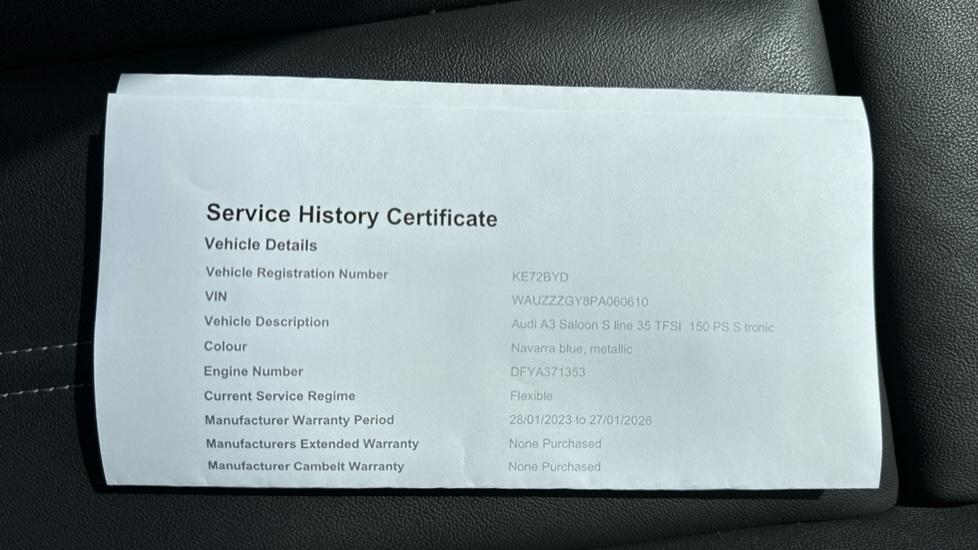 Service History Certificate
Vehicle Details
Vehicle Registration Number KE72BYD
VIN WAUZZZGY8PA060610
Vehicle Description Audi A3 Saloon S line 35 TFSI 150 PS S tronic
Colour Navarra blue, metallic
Engine Number DFYA371353
Current Service Regime Flexible
Manufacturer Warranty Period 28/01/2023 to 27/01/2026
Manufacturers Extended Warranty None Purchased
Manufacturer Cambelt Warranty None Purchased